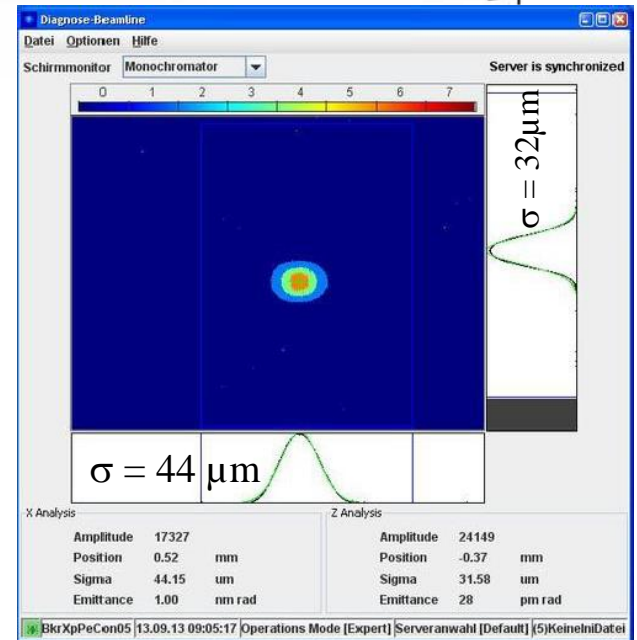 Diagnose-Beamline
Datei Optionen Hilfe
Schirmmonitor Monochromator Server is synchronized
0 1 2 3 4 5 6 7
σ = 32μm
σ = 44 μm
X Analysis
Amplitude 17327
Position 0.52 mm
Sigma 44.15 um
Emittance 1.00 nm rad
Z Analysis
Amplitude 24149
Position -0.37 mm
Sigma 31.58 um
Emittance 28 pm rad
BkrXpPeCon05 13.09.13 09:05:17 Operations Mode [Expert] Serveranwahl [Default] (5)KeineIniDatei